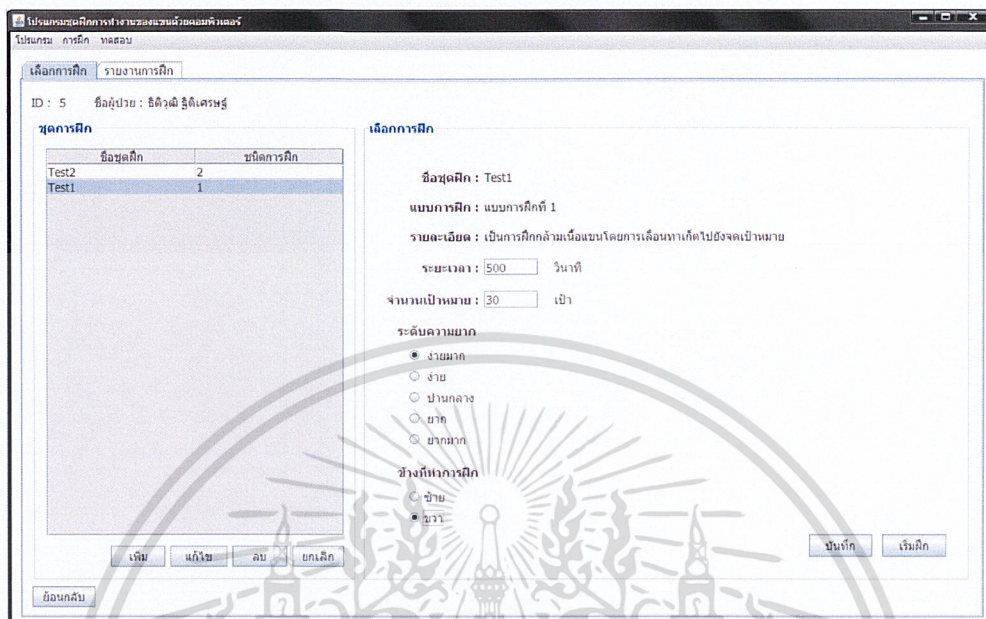 โปรแกรมชุดฝึกการทำงานของแขนด้วยคอมพิวเตอร์
โปรแกรม การฝึก ทดสอบ
เลือกการฝึก รายงานการฝึก
ID : 5 ชื่อผู้ป่วย : ธิติวุฒิ ฐิติเศรษฐ์
ชุดการฝึก
ชื่อชุดฝึก ชนิดการฝึก
Test2 2
Test1 1
เพิ่ม แก้ไข ลบ ยกเลิก
ย้อนกลับ
เลือกการฝึก
ชื่อชุดฝึก : Test1
แบบการฝึก : แบบการฝึกที่ 1
รายละเอียด : เป็นการฝึกกล้ามเนื้อแขนโดยการเลื่อนทาเก็ตไปยังจุดเป้าหมาย
ระยะเวลา : 500 วินาที
จำนวนเป้าหมาย : 30 เป้า
ระดับความยาก
ง่ายมาก
ง่าย
ปานกลาง
ยาก
ยากมาก
ข้างที่ทำการฝึก
ซ้าย
ขวา
บันทึก เริ่มฝึก